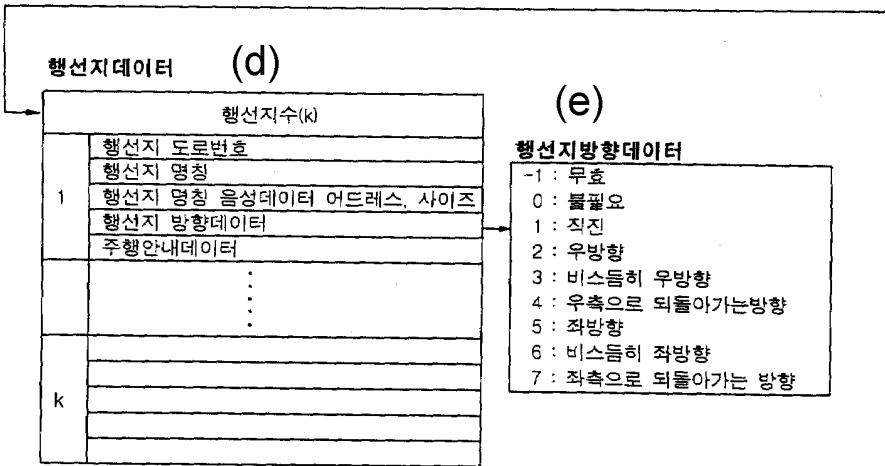 행선지데이터 (d)
행선지수(k)
1
행선지 도로번호
행선지 명칭
행선지 명칭 음성데이터 어드레스, 사이즈
행선지 방향데이터
주행안내데이터
k
(e)
행선지방향데이터
-1 : 무효
0 : 불필요
1 : 직진
2 : 우방향
3 : 비스듬히 우방향
4 : 우측으로 되돌아가는방향
5 : 좌방향
6 : 비스듬히 좌방향
7 : 좌측으로 되돌아가는 방향